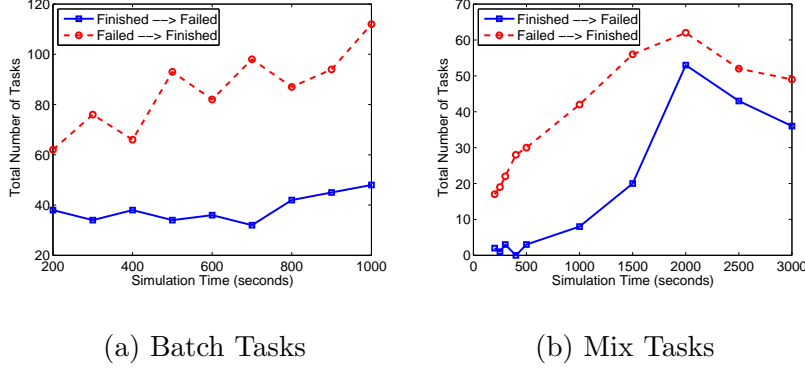 120
100
80
60
40
20
Total Number of Tasks
Finished --> Failed
Failed --> Finished
200 400 600 800 1000
Simulation Time (seconds)
(a) Batch Tasks
70
60
50
40
30
20
10
0
Total Number of Tasks
Finished --> Failed
Failed --> Finished
0 500 1000 1500 2000 2500 3000
Simulation Time (seconds)
(b) Mix Tasks